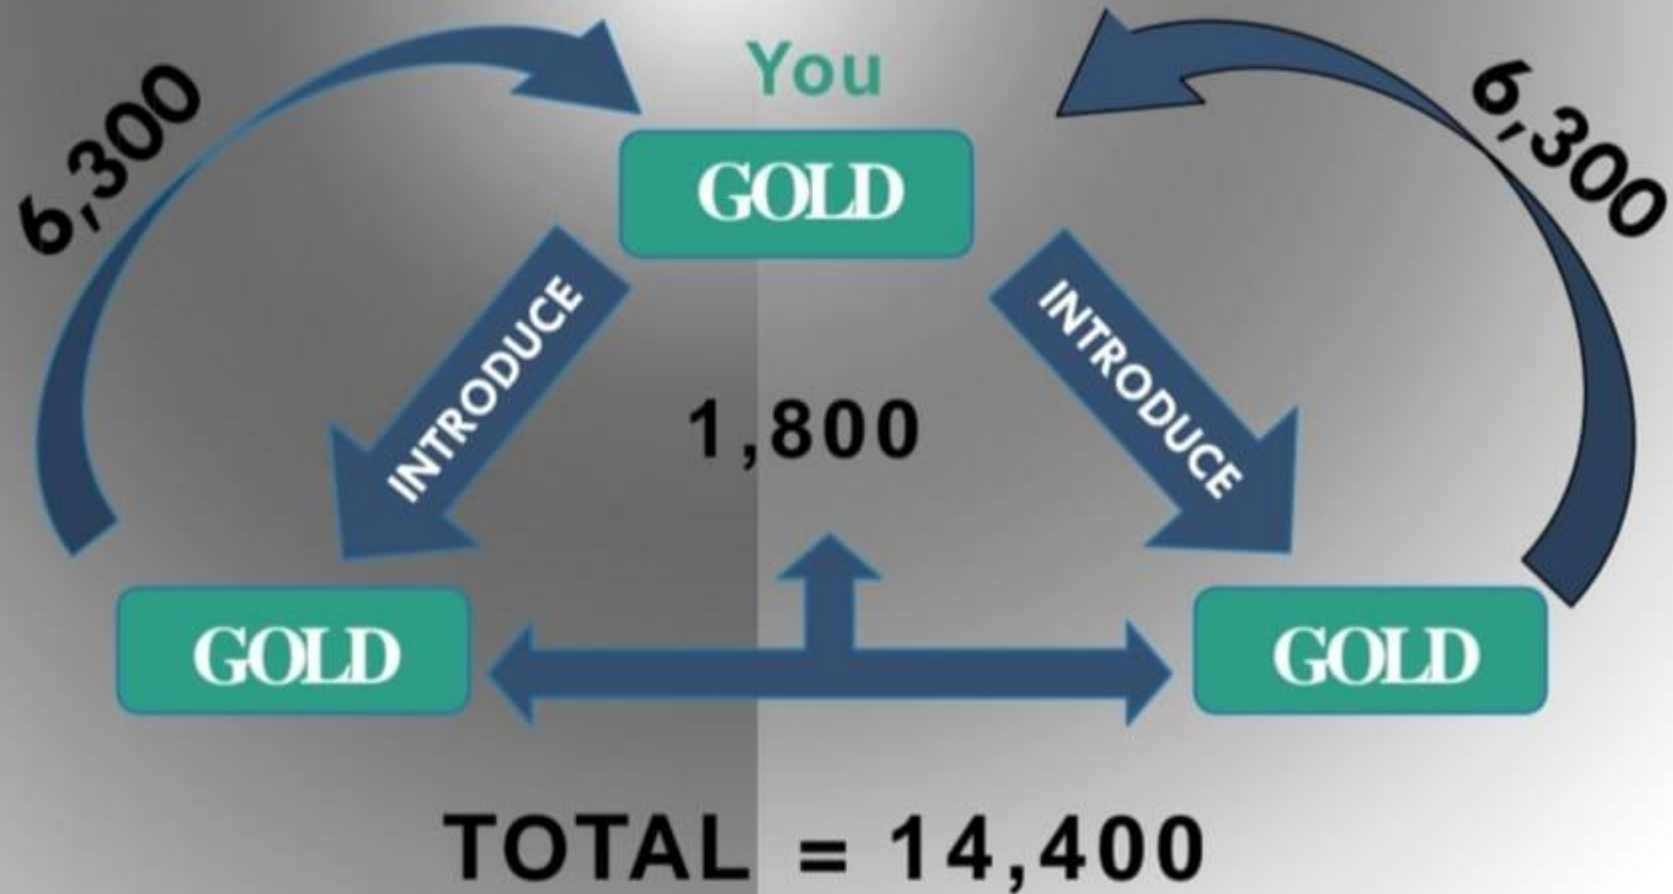 You
6,300
6,300
GOLD
INTRODUCE
INTRODUCE
1,800
GOLD
GOLD
TOTAL = 14,400